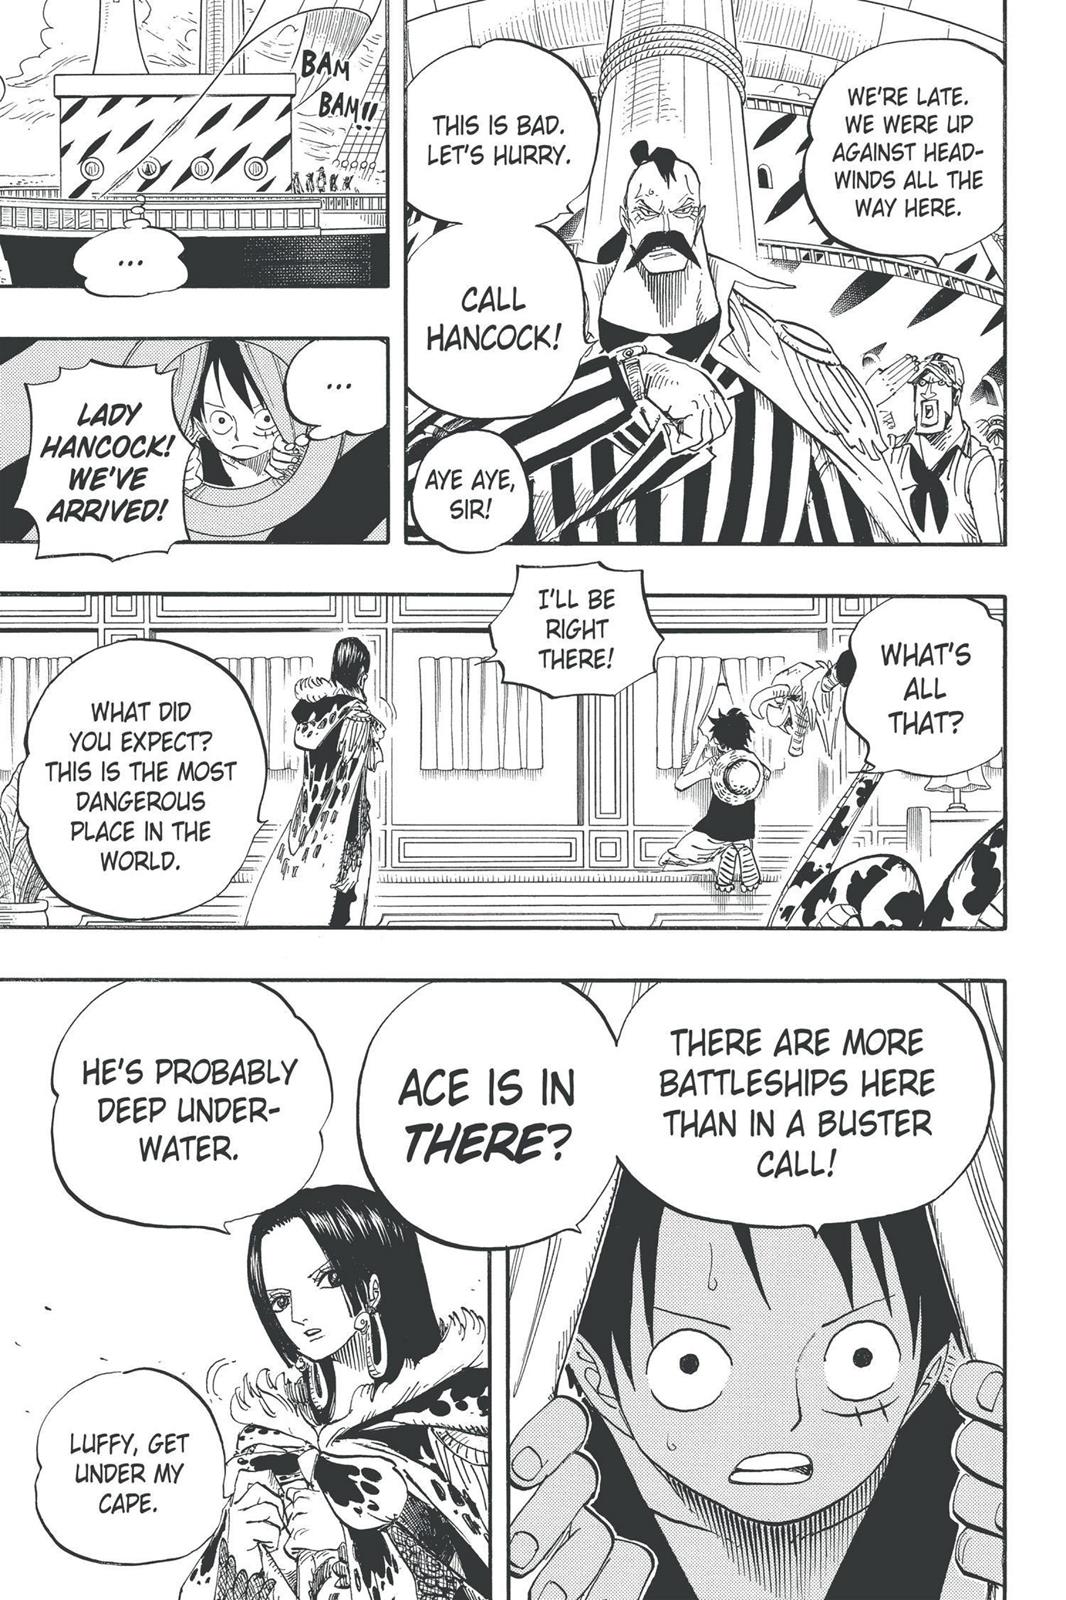 WE'RE LATE.
WE WERE UP
AGAINST HEAD-
WINDS ALL THE
WAY HERE.
THIS IS BAD.
LET'S HURRY.
CALL
HANCOCK!
AYE AYE,
SIR!
BAM
BAM!!
...
...
LADY
HANCOCK!
WE'VE
ARRIVED!
WHAT'S
ALL
THAT?
I'LL BE
RIGHT
THERE!
WHAT DID
YOU EXPECT?
THIS IS THE MOST
DANGEROUS
PLACE IN THE
WORLD.
THERE ARE MORE
BATTLESHIPS HERE
THAN IN A BUSTER
CALL!
ACE IS IN
THERE?
HE'S PROBABLY
DEEP UNDER-
WATER.
LUFFY, GET
UNDER MY
CAPE.